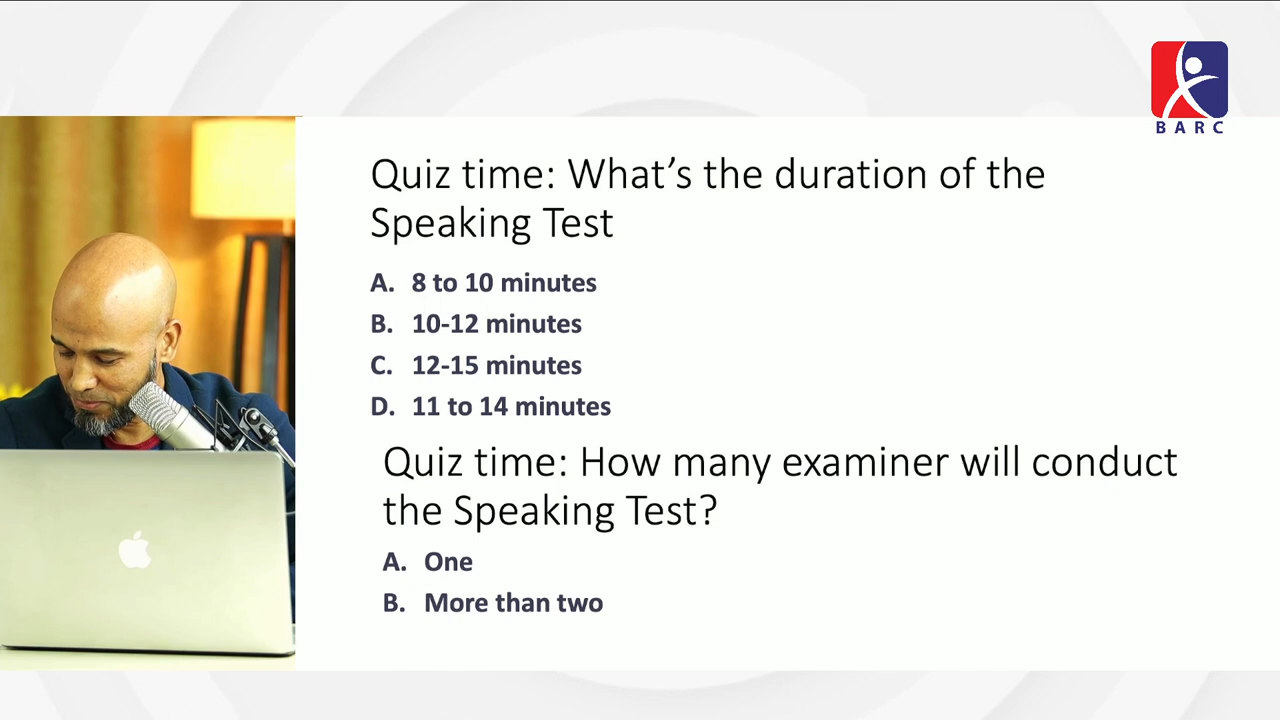 BARC
Quiz time: What’s the duration of the
Speaking Test
A. 8 to 10 minutes
B. 10-12 minutes
C. 12-15 minutes
D. 11 to 14 minutes
Quiz time: How many examiner will conduct
the Speaking Test?
A. One
B. More than two